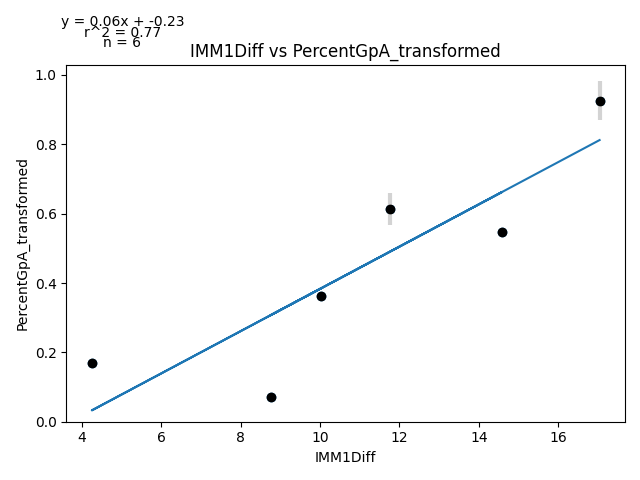 y = 0.06x + -0.23
r^2 = 0.77
n = 6
IMM1Diff vs PercentGpA_transformed
1.0
0.8
0.6
0.4
0.2
0.0
PercentGpA_transformed
4
6
8
10
12
14
16
IMM1Diff